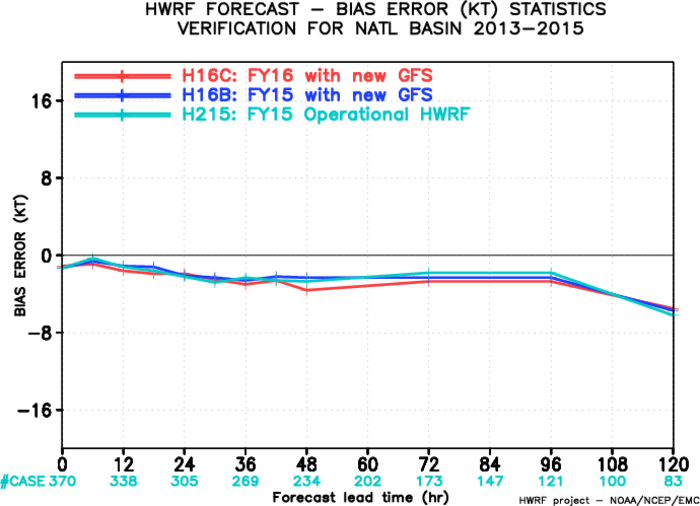 HWRF FORECAST – BIAS ERROR (KT) STATISTICS
VERIFICATION FOR NATL BASIN 2013–2015
H16C: FY16 with new GFS
H16B: FY15 with new GFS
H215: FY15 Operational HWRF
16
8
0
−8
−16
BIAS ERROR (KT)
0 12 24 36 48 60 72 84 96 108 120
#CASE 370 338 305 269 234 202 173 147 121 100 83
Forecast lead time (hr)
HWRF project – NOAA/NCEP/EMC